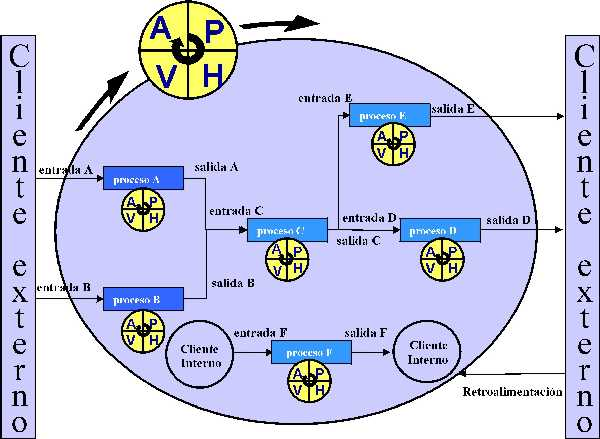 A P
V H
Cliente externo
Cliente externo
entrada E
proceso E
salida E
A P
V H
entrada A
proceso A
salida A
A P
V H
entrada C
proceso C
entrada D
salida C
A P
V H
proceso D
salida D
A P
V H
entrada B
proceso B
salida B
A P
V H
Cliente
Interno
entrada F
proceso F
salida F
A P
V H
Cliente
Interno
Retroalimentación